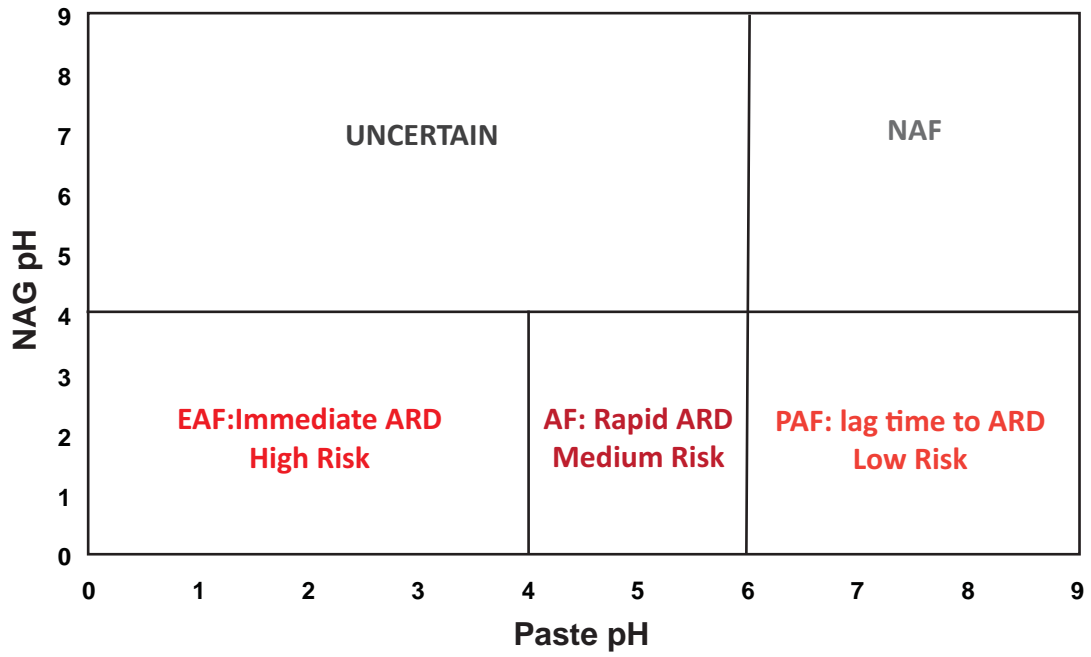 9
8
7
6
5
4
3
2
1
0
NAG pH
UNCERTAIN
NAF
EAF:Immediate ARD
High Risk
AF: Rapid ARD
Medium Risk
PAF: lag time to ARD
Low Risk
0 1 2 3 4 5 6 7 8 9
Paste pH